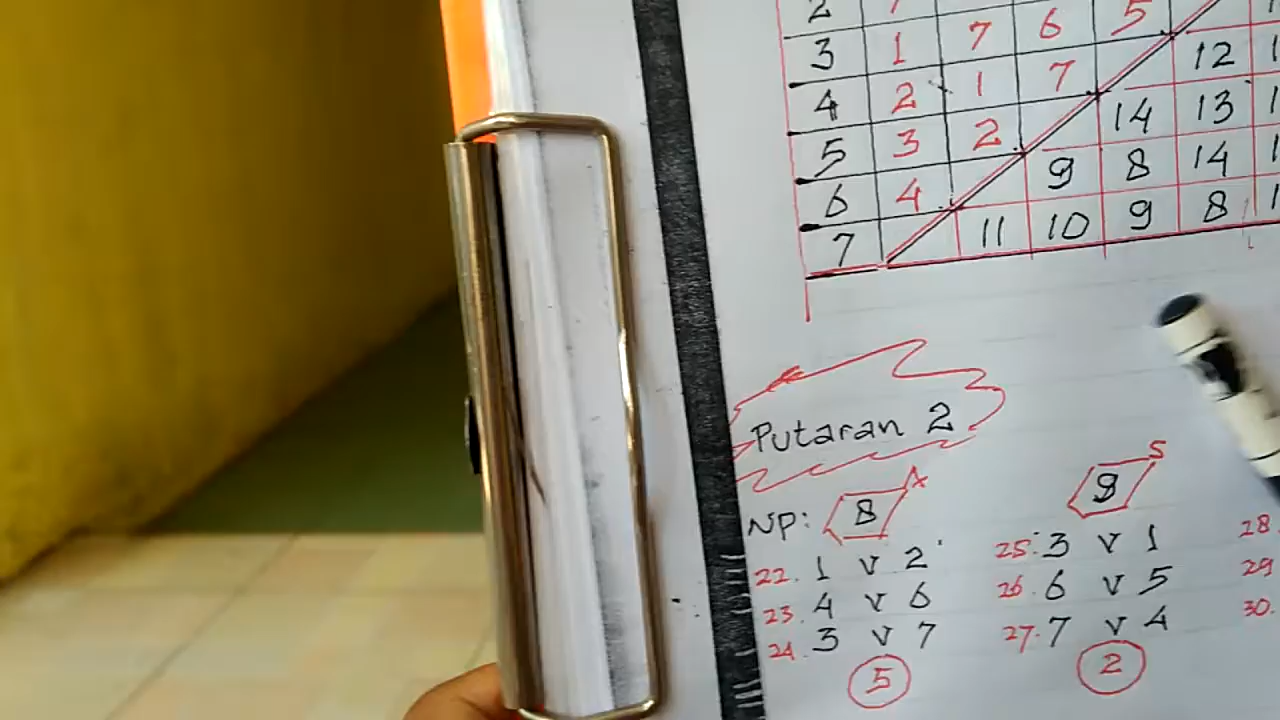 2 7 6 5
3 1 7 6 12
4 2 1 7 14 13
5 3 2 9 8 14
6 4 11 10 9 8
7
Putaran 2
NP: 8 A 9 S
22. 1 v 2 25. 3 v 1 28
23. 4 v 6 26. 6 v 5 29
24. 3 v 7 27. 7 v 4 30.
5 2